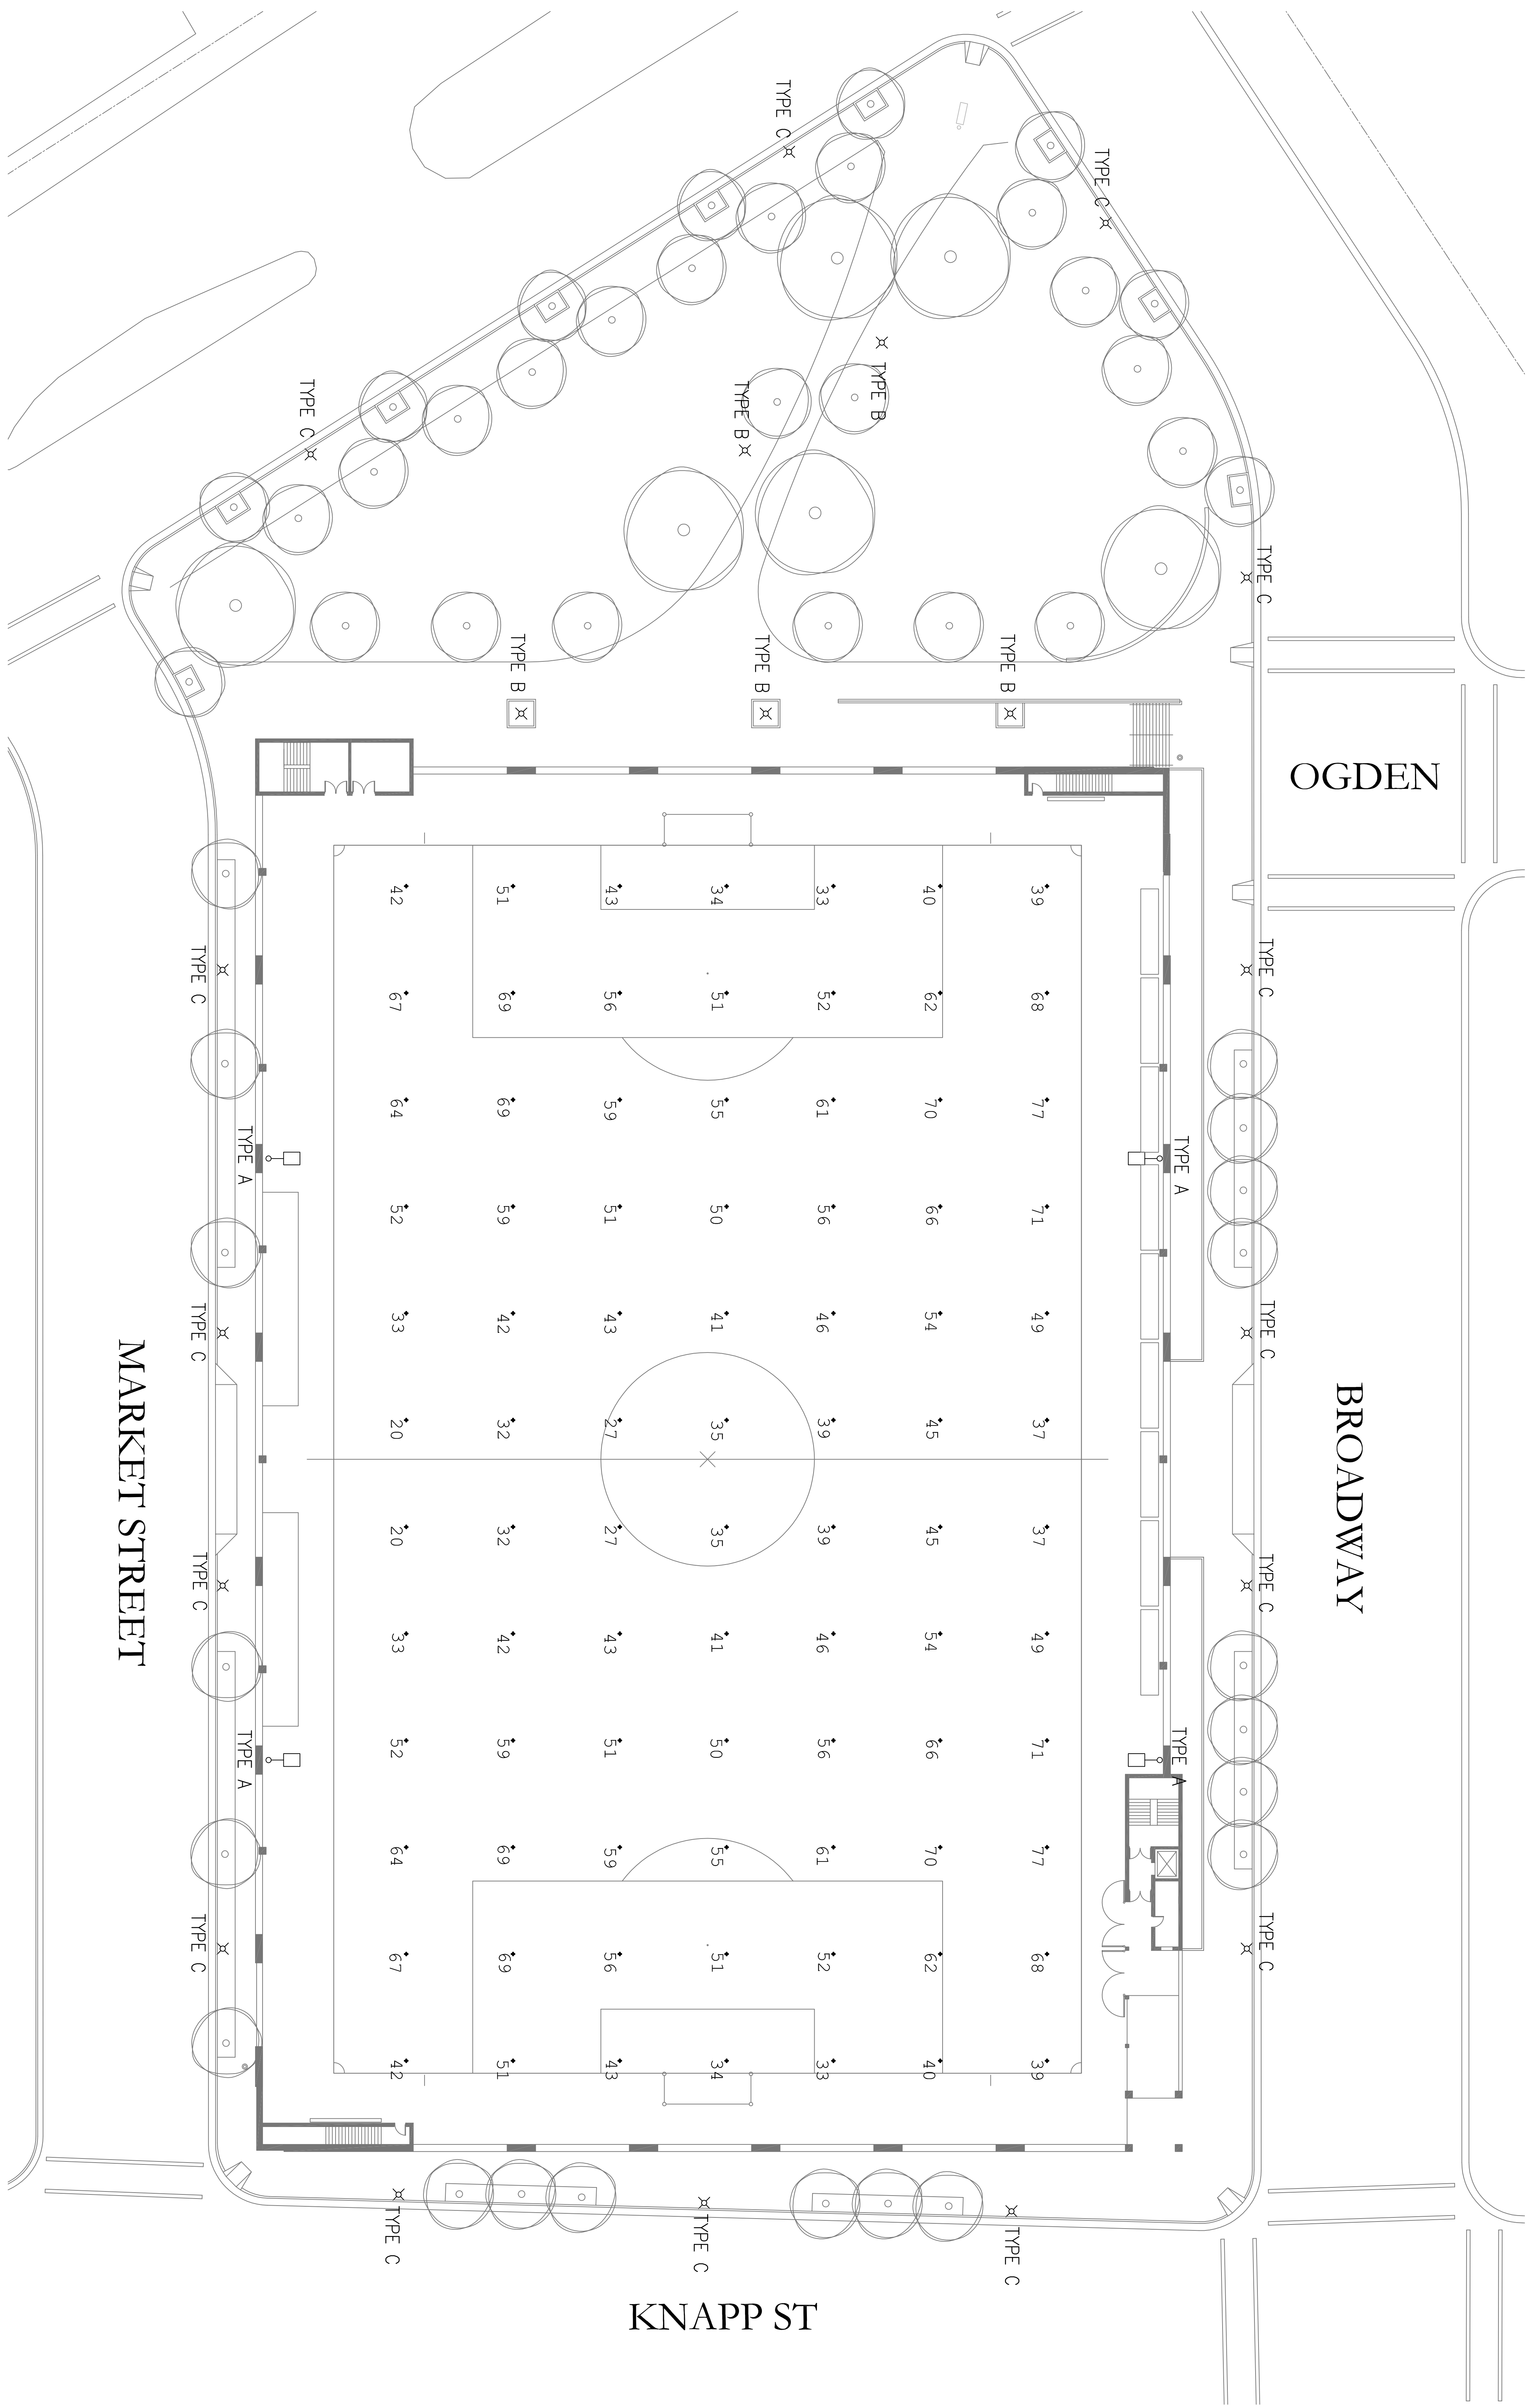 TYPE C
TYPE C
TYPE C
TYPE B
TYPE B
TYPE C
TYPE B
TYPE B
TYPE B
OGDEN
42 51 43 34 33 40 39
TYPE C
TYPE C
67 69 56 51 52 62 68
64 69 59 55 61 70 77
TYPE A
TYPE A
52 59 51 50 56 66 71
TYPE C
TYPE C
33 42 43 41 46 54 49
MARKET STREET
BROADWAY
20 32 27 35 39 45 37
20 32 27 35 39 45 37
TYPE C
TYPE C
33 42 43 41 46 54 49
TYPE A
TYPE A
52 59 51 50 56 66 71
64 69 59 55 61 70 77
TYPE C
TYPE C
67 69 56 51 52 62 68
42 51 43 34 33 40 39
TYPE C
TYPE C
TYPE C
KNAPP ST